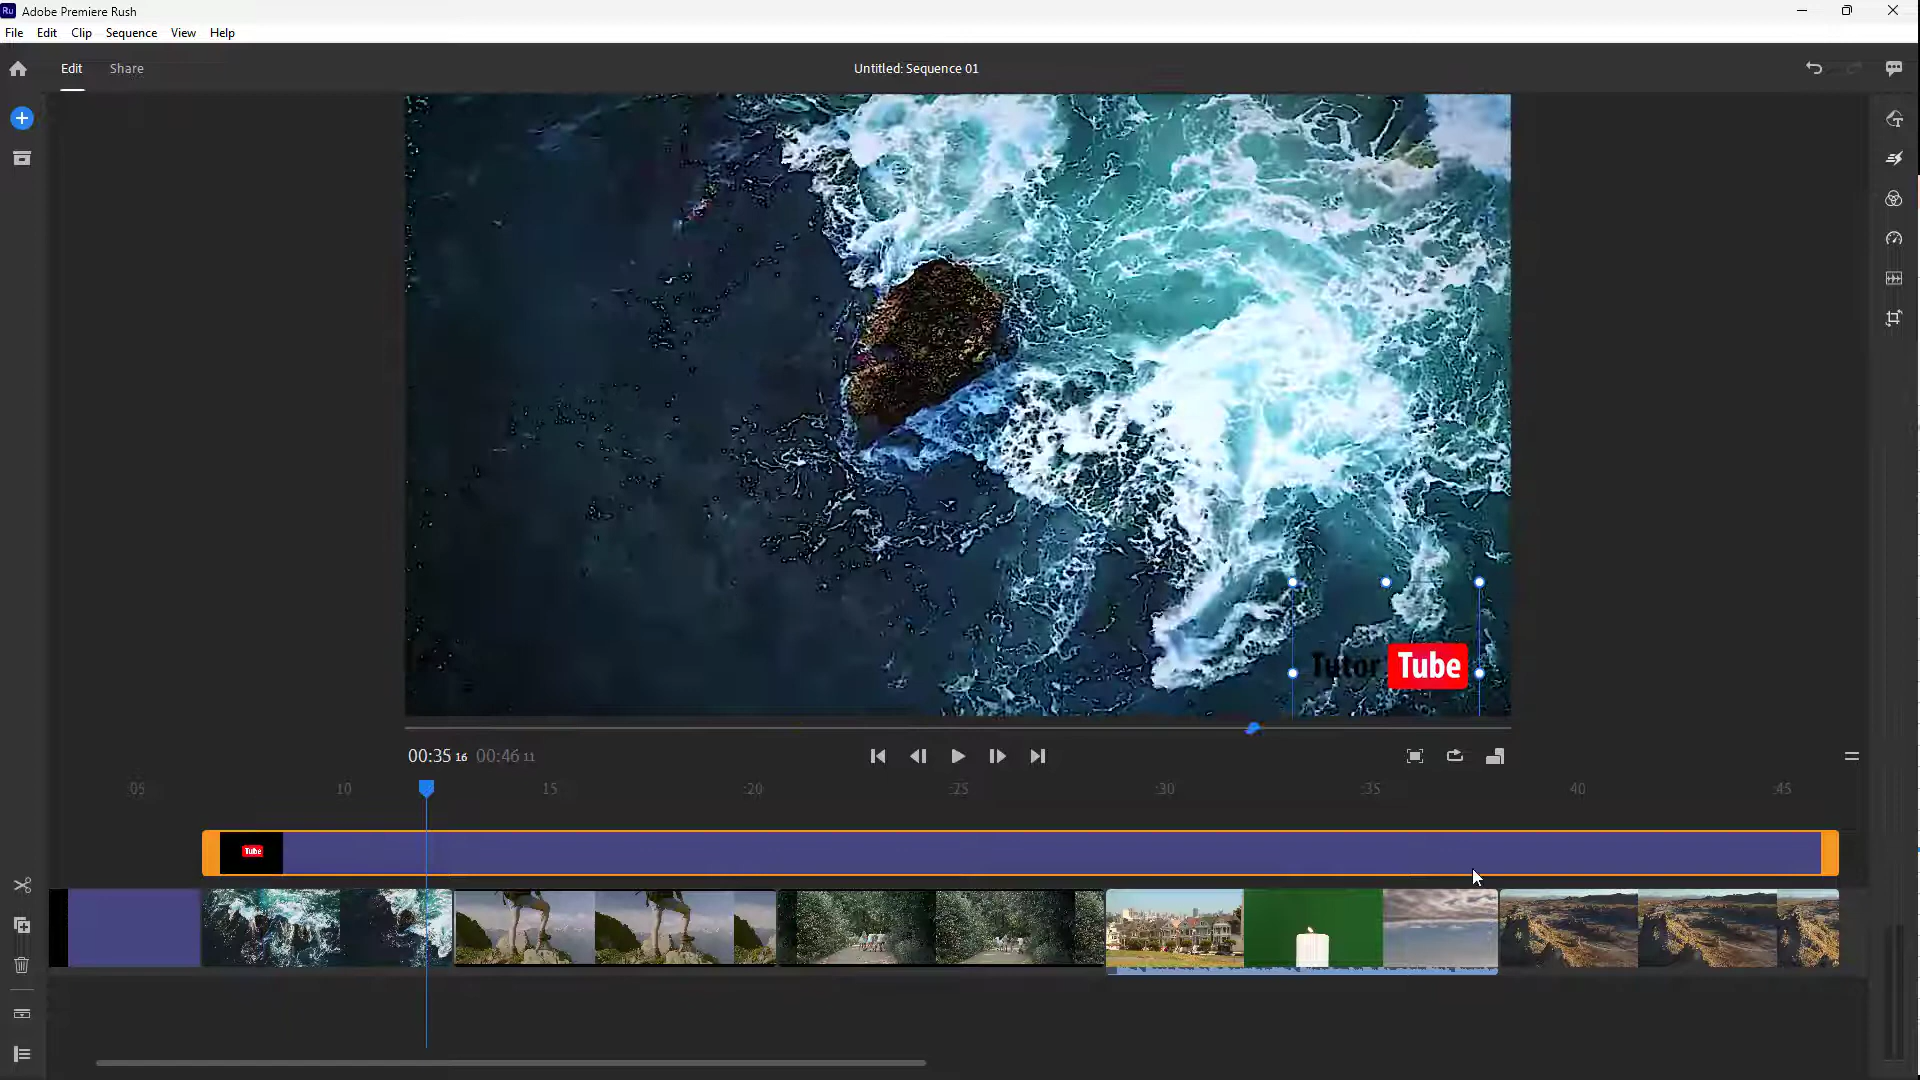 Ru Adobe Premiere Rush
File Edit Clip Sequence View Help
Edit Share Untitled: Sequence 01
Tutor Tube
00:35 16 00:46 11
05 10 15 :20 :25 :30 :35 40 :45
Tube